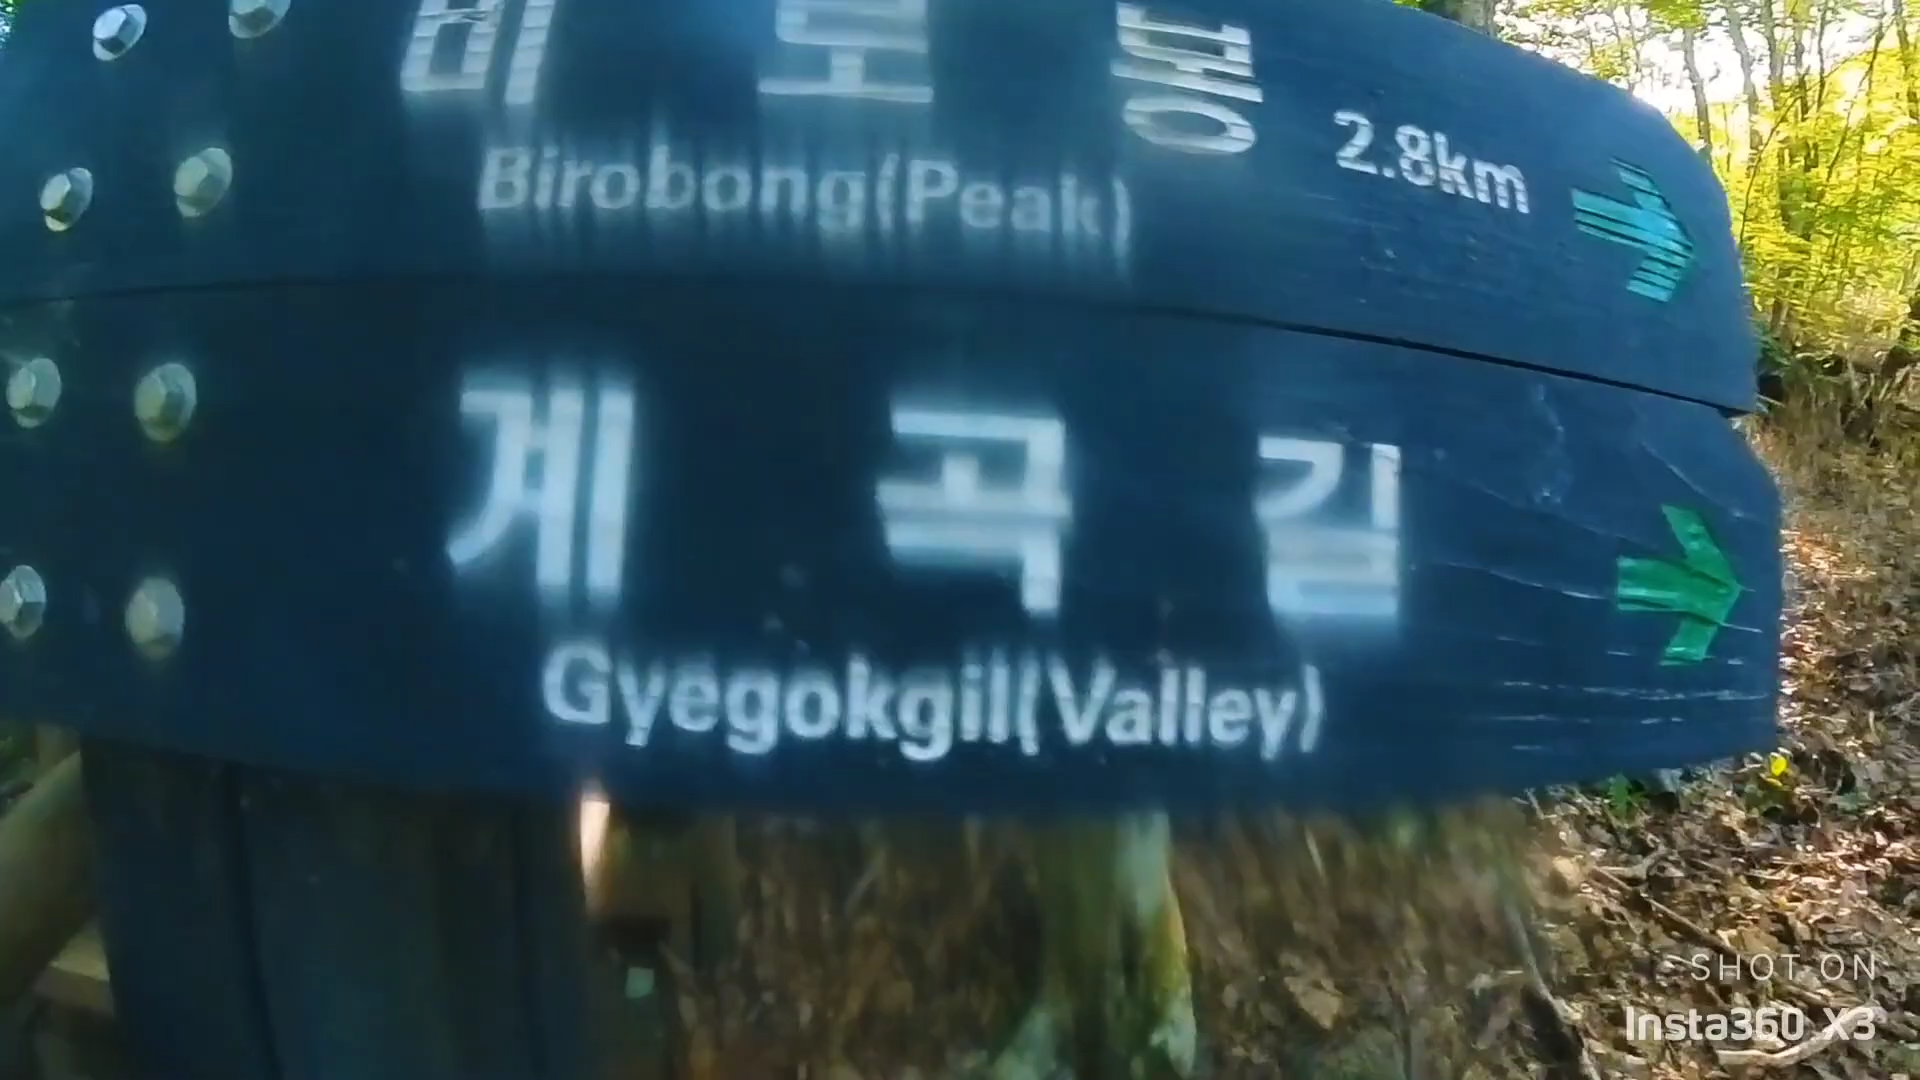 비로봉
Birobong(Peak)
2.8km
계곡길
Gyegokgil(Valley)
SHOT ON
Insta360 X3